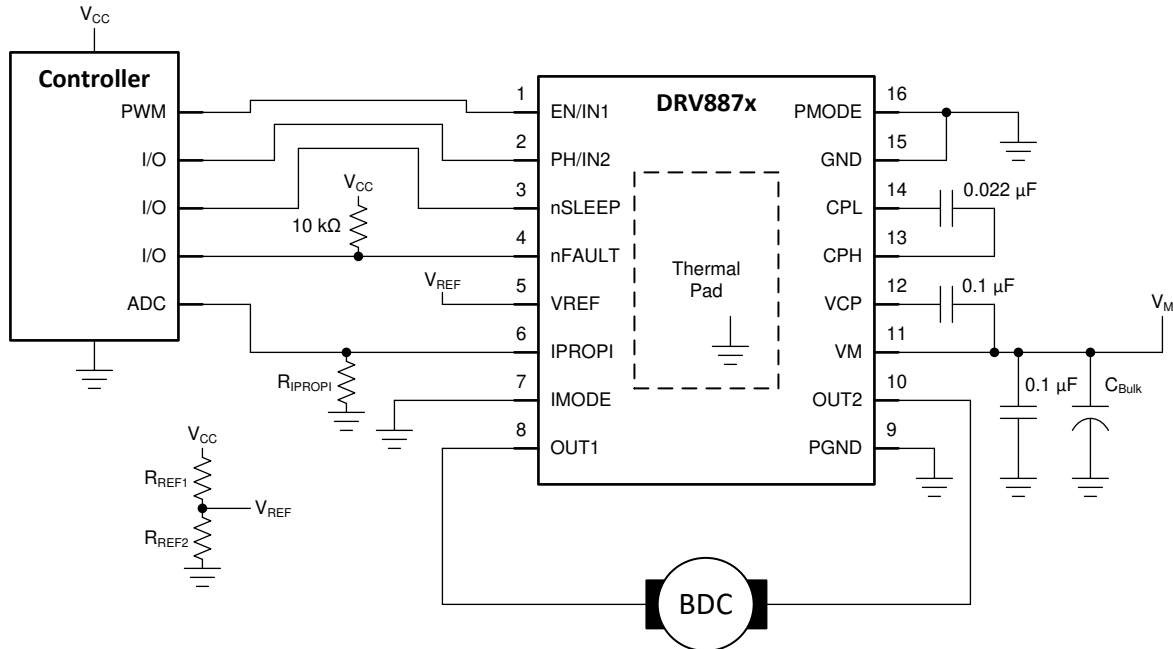 V_CC
Controller
PWM
I/O
I/O
I/O
ADC
V_CC
10 kΩ
V_REF
R_IPROPI
V_CC
R_REF1
V_REF
R_REF2
DRV887x
1
EN/IN1
2
PH/IN2
3
nSLEEP
4
nFAULT
5
VREF
6
IPROPI
7
IMODE
8
OUT1
Thermal
Pad
16
PMODE
15
GND
14
CPL
13
CPH
12
VCP
11
VM
10
OUT2
9
PGND
0.022 µF
0.1 µF
V_M
0.1 µF
C_Bulk
BDC